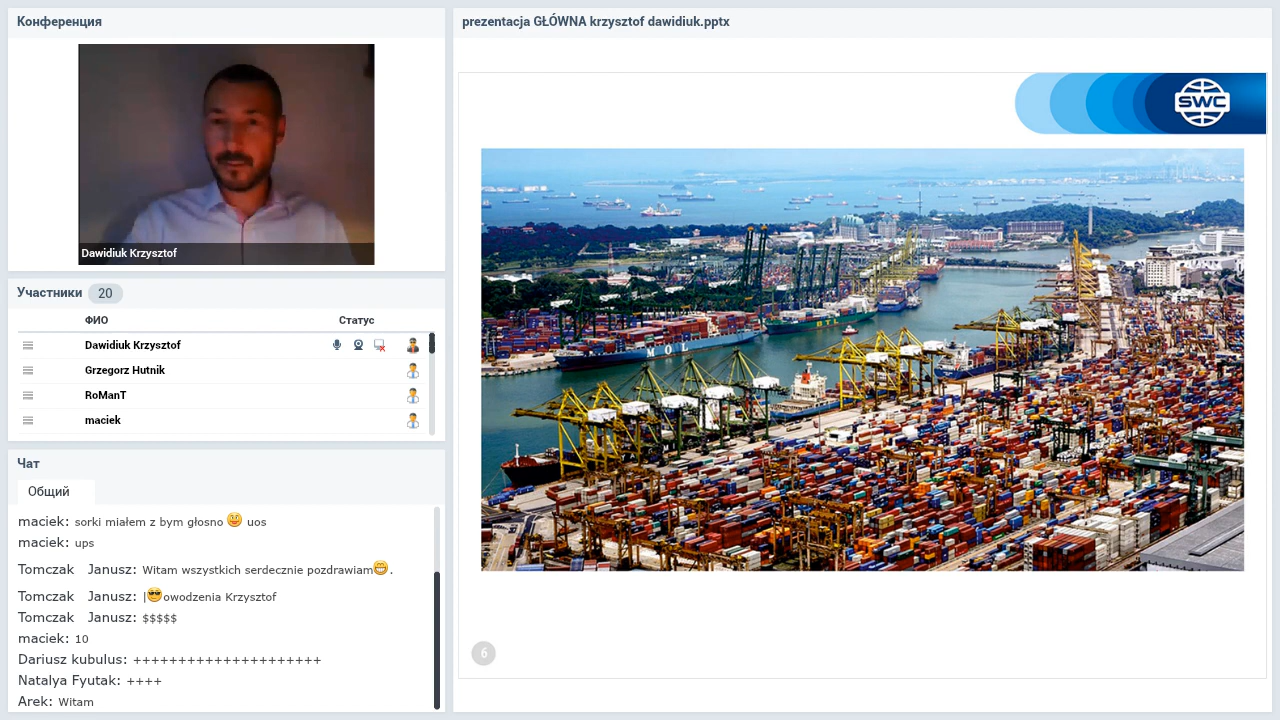 Конференция
Dawidiuk Krzysztof
Участники 20
ФИО Статус
Dawidiuk Krzysztof
Grzegorz Hutnik
RoManT
maciek
Чат
Общий
maciek: sorki miałem z bym głosno uos
maciek: ups
Tomczak Janusz: Witam wszystkich serdecznie pozdrawiam.
Tomczak Janusz: |owodzenia Krzysztof
Tomczak Janusz: $$$$$
maciek: 10
Dariusz kubulus: +++++++++++++++++++++
Natalya Fyutak: ++++
Arek: Witam
prezentacja GŁÓWNA krzysztof dawidiuk.pptx
SWC
MOL
6